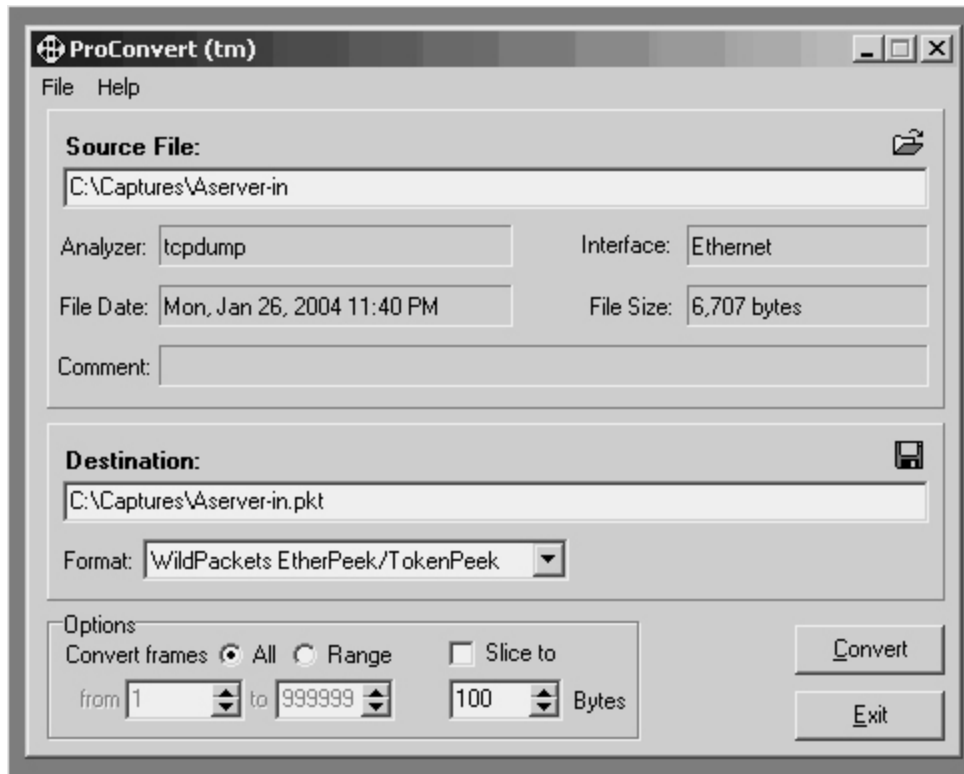 ProConvert (tm)
File Help
Source File:
C:\Captures\Aserver-in
Analyzer: tcpdump Interface: Ethernet
File Date: Mon, Jan 26, 2004 11:40 PM File Size: 6,707 bytes
Comment:
Destination:
C:\Captures\Aserver-in.pkt
Format: WildPackets EtherPeek/TokenPeek
Options
Convert frames All Range Slice to
from 1 to 999999 100 Bytes
Convert
Exit